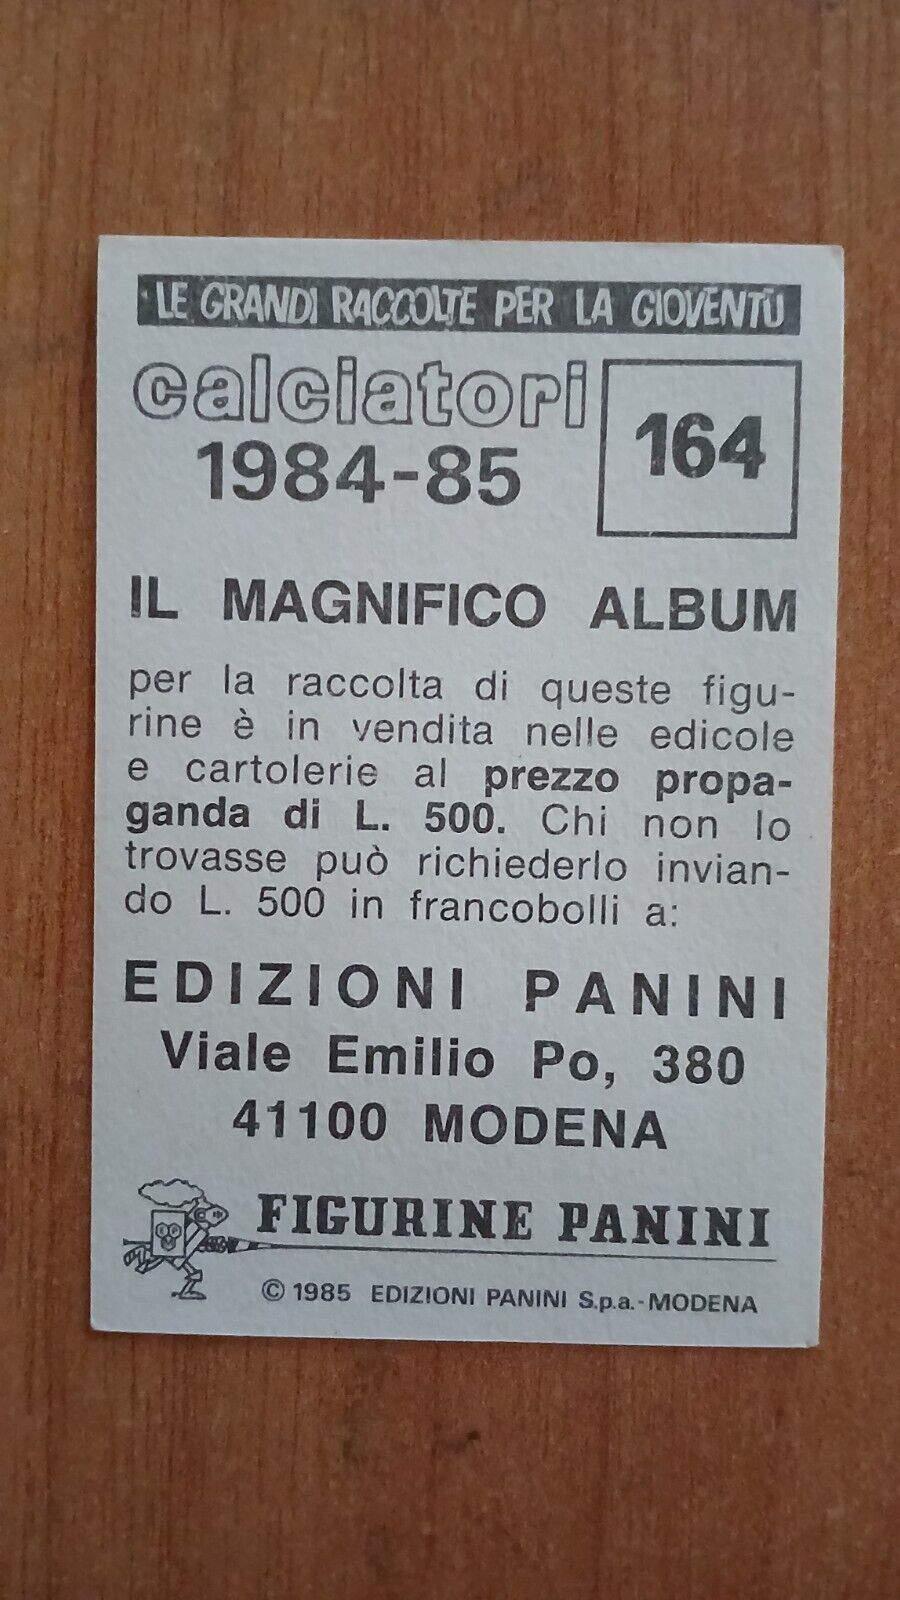 LE GRANDI RACCOLTE PER LA GIOVENTÙ
calciatori
1984-85
164
IL MAGNIFICO ALBUM
per la raccolta di queste figu-
rine è in vendita nelle edicole
e cartolerie al prezzo propa-
ganda di L. 500. Chi non lo
trovasse può richiederlo invian-
do L. 500 in francobolli a:
EDIZIONI PANINI
Viale Emilio Po, 380
41100 MODENA
FIGURINE PANINI
© 1985 EDIZIONI PANINI S.p.a.-MODENA